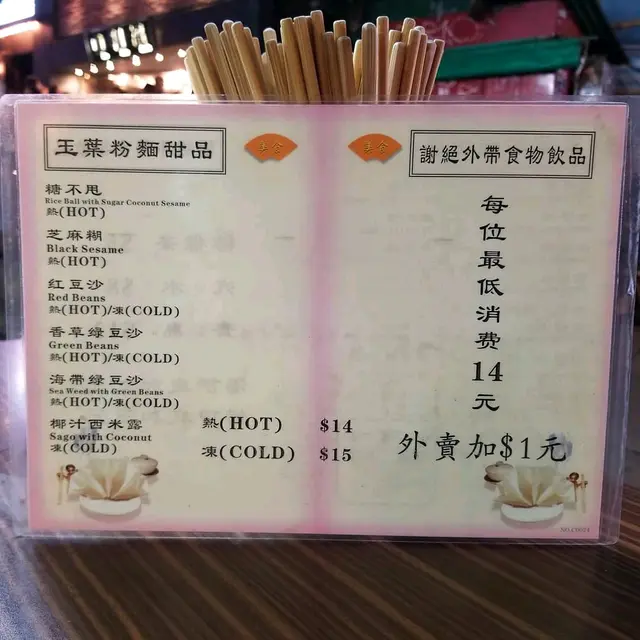 玉葉粉麵甜品
糖不甩
Rice Ball with Sugar Coconut Sesame
熱(HOT)
芝麻糊
Black Sesame
熱(HOT)
紅豆沙
Red Beans
熱(HOT)/凍(COLD)
香草绿豆沙
Green Beans
熱(HOT)/凍(COLD)
海帶绿豆沙
Sea Weed with Green Beans
熱(HOT)/凍(COLD)
椰汁西米露
Sago with Coconut
凍(COLD)
熱(HOT) $14
凍(COLD) $15
謝絕外帶食物飲品
每位最低消费14元
外賣加$1元